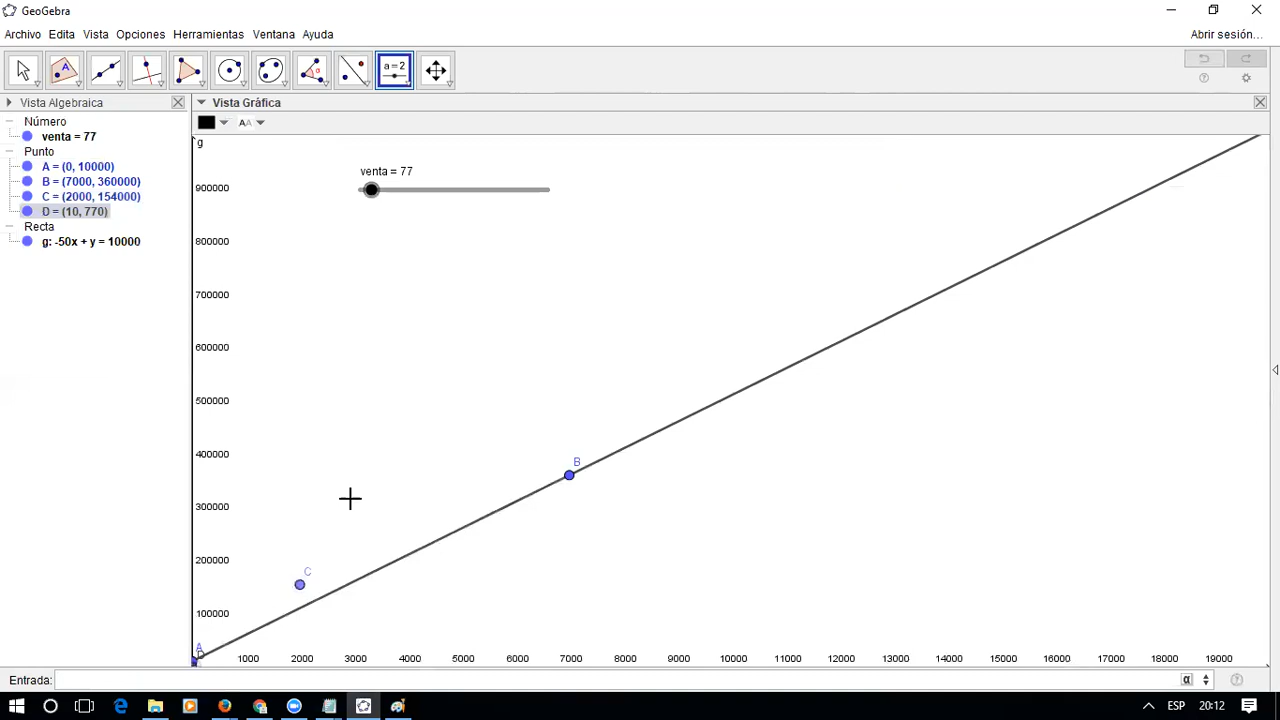 GeoGebra
Archivo Edita Vista Opciones Herramientas Ventana Ayuda
Abrir sesión...
A
α
a = 2
Vista Algebraica
Vista Gráfica
Número
venta = 77
Punto
A = (0, 10000)
B = (7000, 360000)
C = (2000, 154000)
D = (10, 770)
Recta
g: -50x + y = 10000
AA
g
venta = 77
900000
800000
700000
600000
500000
400000
300000
200000
100000
B
C
A
D
1000 2000 3000 4000 5000 6000 7000 8000 9000 10000 11000 12000 13000 14000 15000 16000 17000 18000 19000
Entrada:
α
ESP 20:12